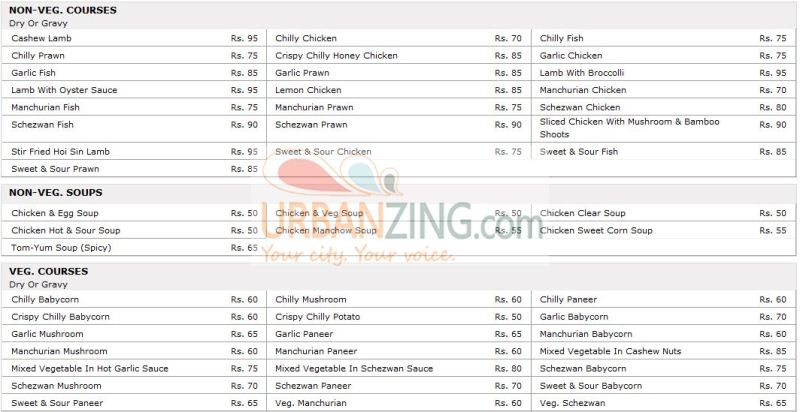 NON-VEG. COURSES
Dry Or Gravy
Cashew Lamb Rs. 95 Chilly Chicken Rs. 70 Chilly Fish Rs. 75
Chilly Prawn Rs. 75 Crispy Chilly Honey Chicken Rs. 85 Garlic Chicken Rs. 75
Garlic Fish Rs. 85 Garlic Prawn Rs. 85 Lamb With Broccolli Rs. 95
Lamb With Oyster Sauce Rs. 95 Lemon Chicken Rs. 85 Manchurian Chicken Rs. 70
Manchurian Fish Rs. 75 Manchurian Prawn Rs. 75 Schezwan Chicken Rs. 80
Schezwan Fish Rs. 90 Schezwan Prawn Rs. 90 Sliced Chicken With Mushroom & Bamboo Rs. 90
Shoots
Stir Fried Hoi Sin Lamb Rs. 95 Sweet & Sour Chicken Rs. 75 Sweet & Sour Fish Rs. 85
Sweet & Sour Prawn Rs. 85
NON-VEG. SOUPS
Chicken & Egg Soup Rs. 50 Chicken & Veg Soup Rs. 50 Chicken Clear Soup Rs. 50
Chicken Hot & Sour Soup Rs. 50 Chicken Manchow Soup Rs. 55 Chicken Sweet Corn Soup Rs. 55
Tom-Yum Soup (Spicy) Rs. 65
URBANZING.com
Your city. Your voice.
VEG. COURSES
Dry Or Gravy
Chilly Babycorn Rs. 60 Chilly Mushroom Rs. 60 Chilly Paneer Rs. 60
Crispy Chilly Babycorn Rs. 60 Crispy Chilly Potato Rs. 50 Garlic Babycorn Rs. 70
Garlic Mushroom Rs. 65 Garlic Paneer Rs. 65 Manchurian Babycorn Rs. 60
Manchurian Mushroom Rs. 60 Manchurian Paneer Rs. 60 Mixed Vegetable In Cashew Nuts Rs. 85
Mixed Vegetable In Hot Garlic Sauce Rs. 75 Mixed Vegetable In Schezwan Sauce Rs. 80 Schezwan Babycorn Rs. 75
Schezwan Mushroom Rs. 70 Schezwan Paneer Rs. 70 Sweet & Sour Babycorn Rs. 70
Sweet & Sour Paneer Rs. 65 Veg. Manchurian Rs. 60 Veg. Schezwan Rs. 65